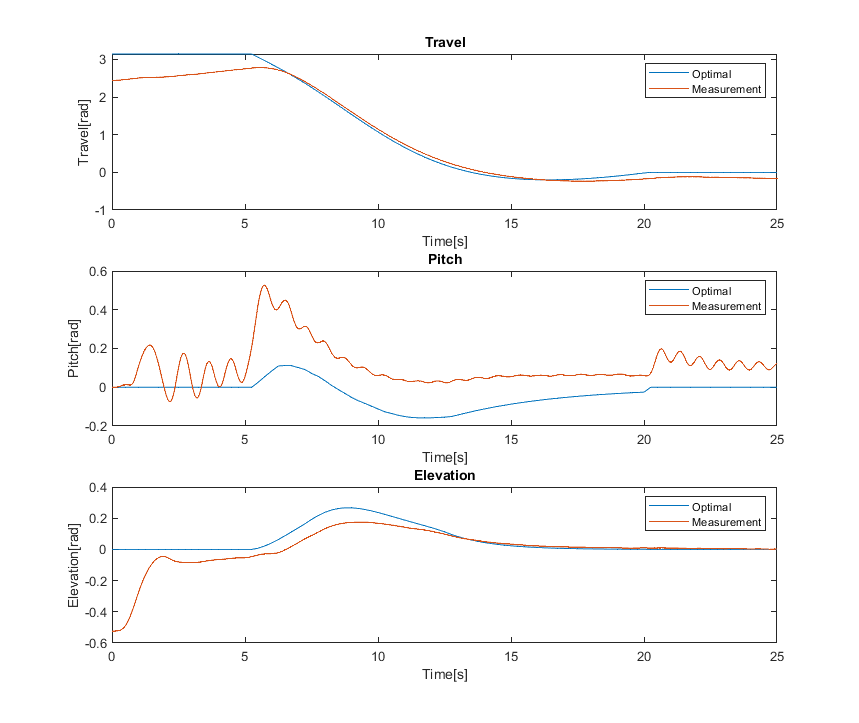 Travel
3
2
1
0
-1
Travel[rad]
Optimal
Measurement
0 5 10 15 20 25
Time[s]
Pitch
0.6
0.4
0.2
0
-0.2
Pitch[rad]
Optimal
Measurement
0 5 10 15 20 25
Time[s]
Elevation
0.4
0.2
0
-0.2
-0.4
-0.6
Elevation[rad]
Optimal
Measurement
0 5 10 15 20 25
Time[s]